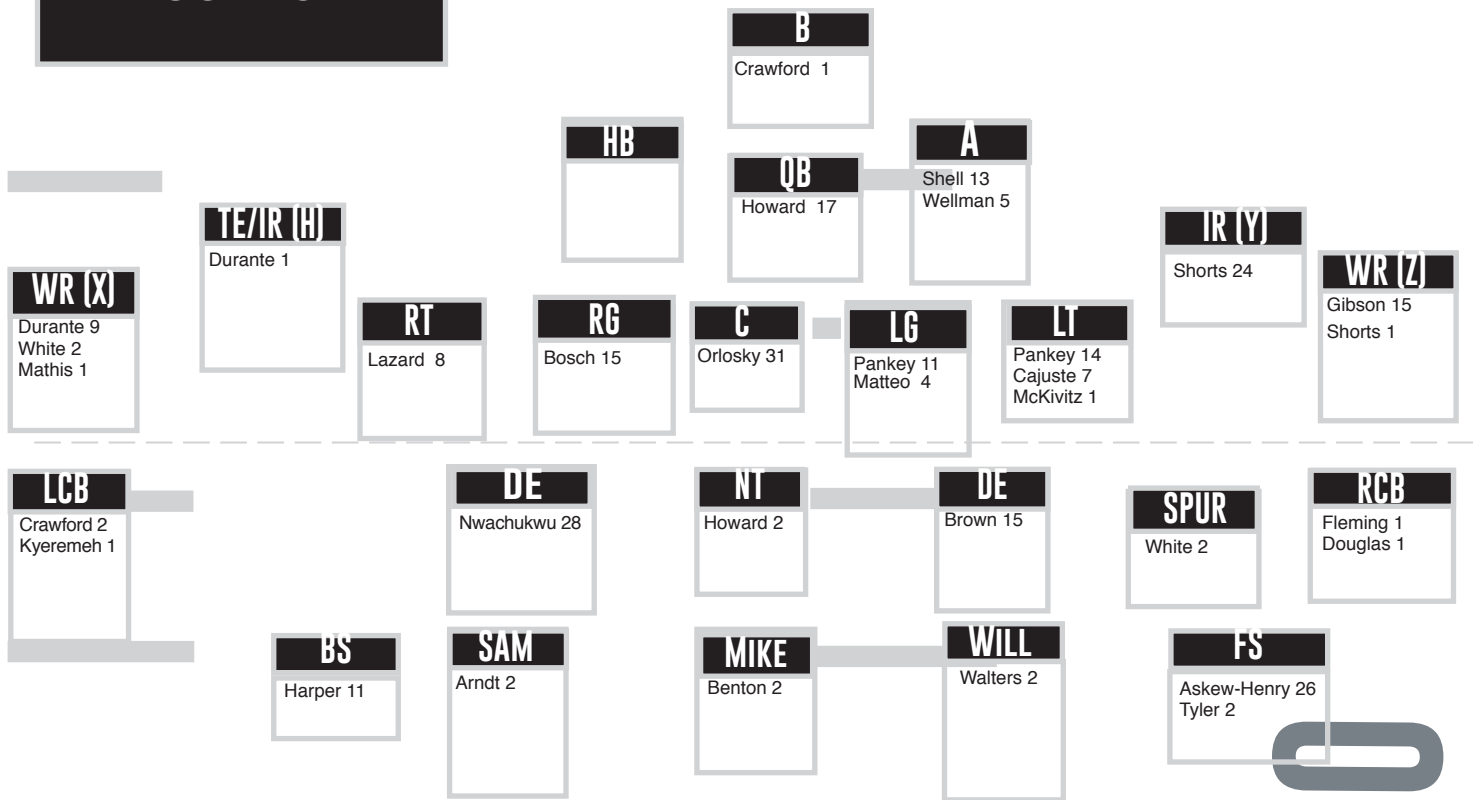 B
Crawford 1
HB
QB
Howard 17
A
Shell 13
Wellman 5
TE/IR (H)
Durante 1
IR (Y)
Shorts 24
WR (X)
Durante 9
White 2
Mathis 1
WR (Z)
Gibson 15
Shorts 1
RT
Lazard 8
RG
Bosch 15
C
Orlosky 31
LG
Pankey 11
Matteo 4
LT
Pankey 14
Cajuste 7
McKivitz 1
LCB
Crawford 2
Kyeremeh 1
DE
Nwachukwu 28
NT
Howard 2
DE
Brown 15
SPUR
White 2
RCB
Fleming 1
Douglas 1
BS
Harper 11
SAM
Arndt 2
MIKE
Benton 2
WILL
Walters 2
FS
Askew-Henry 26
Tyler 2